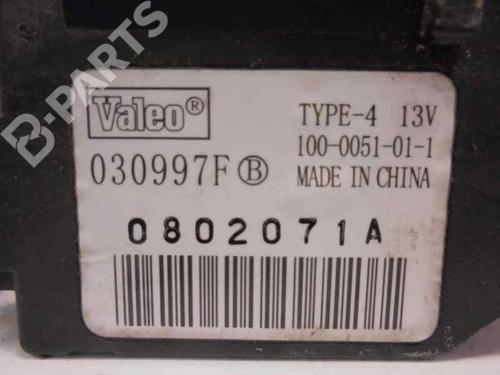 B-PARTS
Valeo®
TYPE-4 13V
030997F Ⓑ
100-0051-01-1
MADE IN CHINA
0802071A